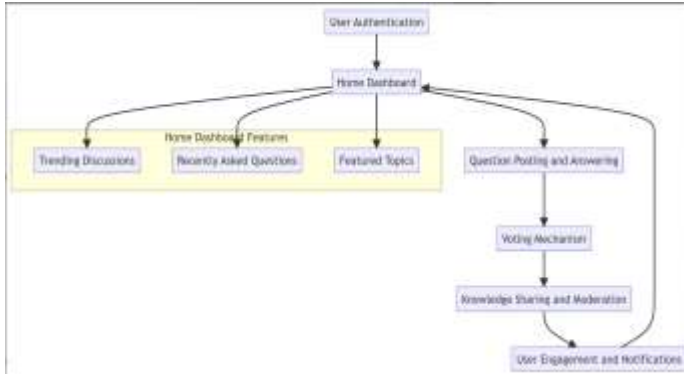 User Authentication
Home Dashboard
Home Dashboard Features
Trending Discussions
Recently Asked Questions
Featured Topics
Question Posting and Answering
Voting Mechanism
Knowledge Sharing and Moderation
User Engagement and Notifications